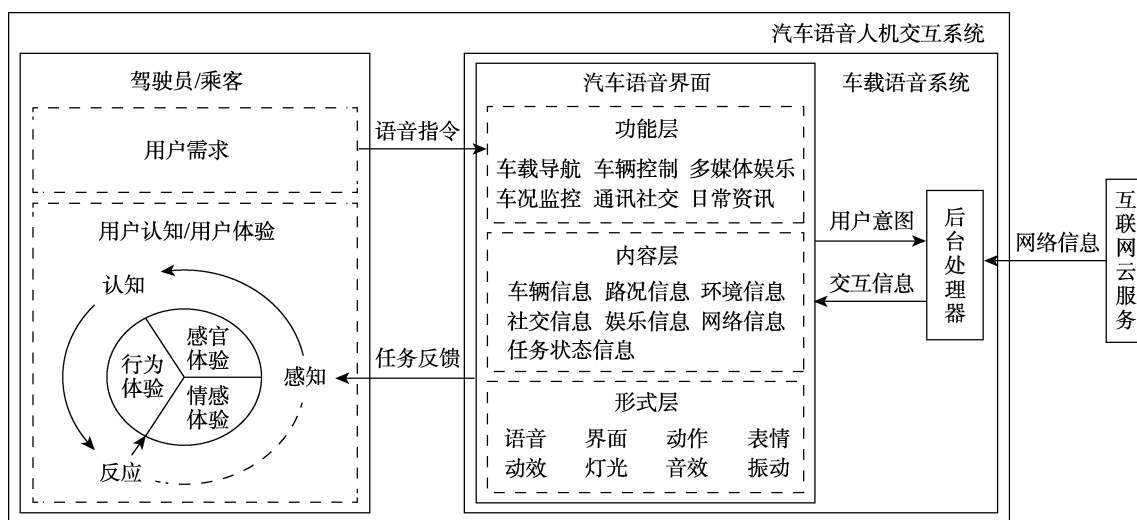 汽车语音人机交互系统
驾驶员/乘客
用户需求
用户认知/用户体验
认知
感官
体验
行为
体验
情感
体验
感知
反应
语音指令
任务反馈
汽车语音界面
车载语音系统
功能层
车载导航 车辆控制 多媒体娱乐
车况监控 通讯社交 日常资讯
内容层
车辆信息 路况信息 环境信息
社交信息 娱乐信息 网络信息
任务状态信息
形式层
语音 界面 动作 表情
动效 灯光 音效 振动
用户意图
交互信息
后台处理器
网络信息
互联网云服务